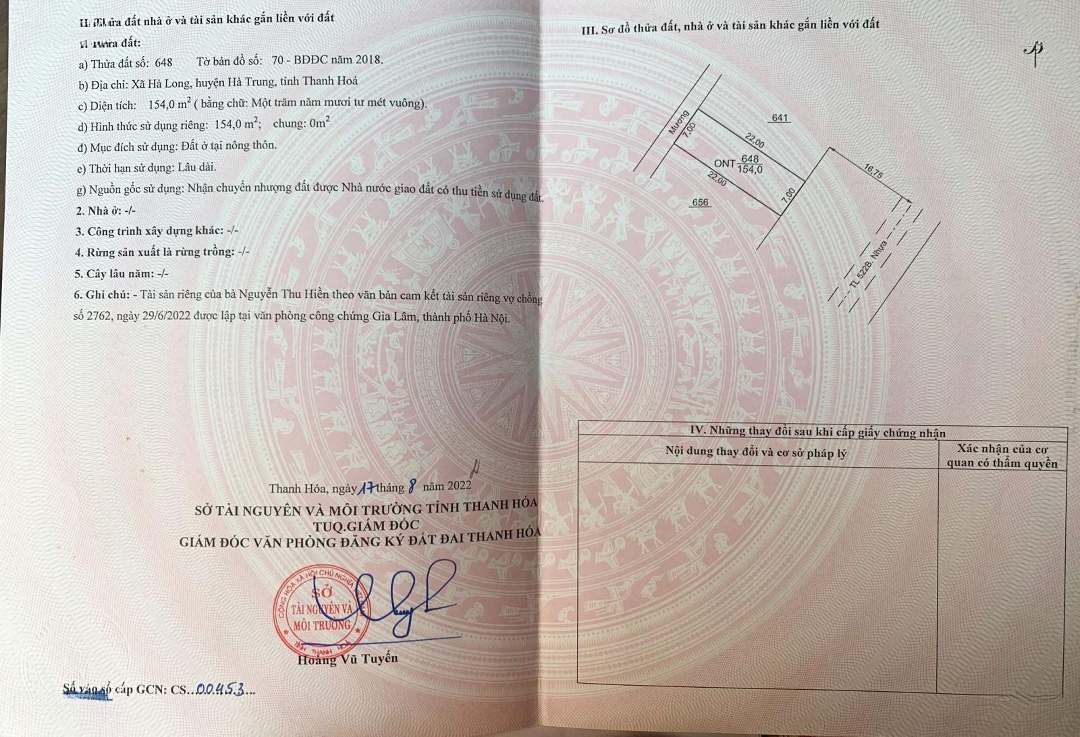 II. Thửa đất nhà ở và tài sản khác gắn liền với đất
1. Thửa đất:
a) Thửa đất số: 648 Tờ bản đồ số: 70 - BĐĐC năm 2018.
b) Địa chỉ: Xã Hà Long, huyện Hà Trung, tỉnh Thanh Hoá
c) Diện tích: 154,0 m² ( bằng chữ: Một trăm năm mươi tư mét vuông).
d) Hình thức sử dụng riêng: 154,0 m²; chung: 0m²
đ) Mục đích sử dụng: Đất ở tại nông thôn.
e) Thời hạn sử dụng: Lâu dài.
g) Nguồn gốc sử dụng: Nhận chuyển nhượng đất được Nhà nước giao đất có thu tiền sử dụng đất.
2. Nhà ở: -/-
3. Công trình xây dựng khác: -/-
4. Rừng sản xuất là rừng trồng: -/-
5. Cây lâu năm: -/-
6. Ghi chú: - Tài sản riêng của bà Nguyễn Thu Hiền theo văn bản cam kết tài sản riêng vợ chồng
số 2762, ngày 29/6/2022 được lập tại văn phòng công chứng Gia Lâm, thành phố Hà Nội.
Thanh Hóa, ngày 17 tháng 8 năm 2022
SỞ TÀI NGUYÊN VÀ MÔI TRƯỜNG TỈNH THANH HÓA
TUQ.GIÁM ĐỐC
GIÁM ĐỐC VĂN PHÒNG ĐĂNG KÝ ĐẤT ĐAI THANH HÓA
CỘNG HÒA XÃ HỘI CHỦ NGHĨA
SỞ
TÀI NGUYÊN VÀ
MÔI TRƯỜNG
TỈNH THANH HÓA
Hoàng Vũ Tuyến
Số vào sổ cấp GCN: CS..00453...
III. Sơ đồ thửa đất, nhà ở và tài sản khác gắn liền với đất
Mương
7,00
641
22,00
ONT 648
154,0
22,00
7,00
656
16,75
TL 522B. Nhựa
IV. Những thay đổi sau khi cấp giấy chứng nhận
Nội dung thay đổi và cơ sở pháp lý
Xác nhận của cơ
quan có thẩm quyền